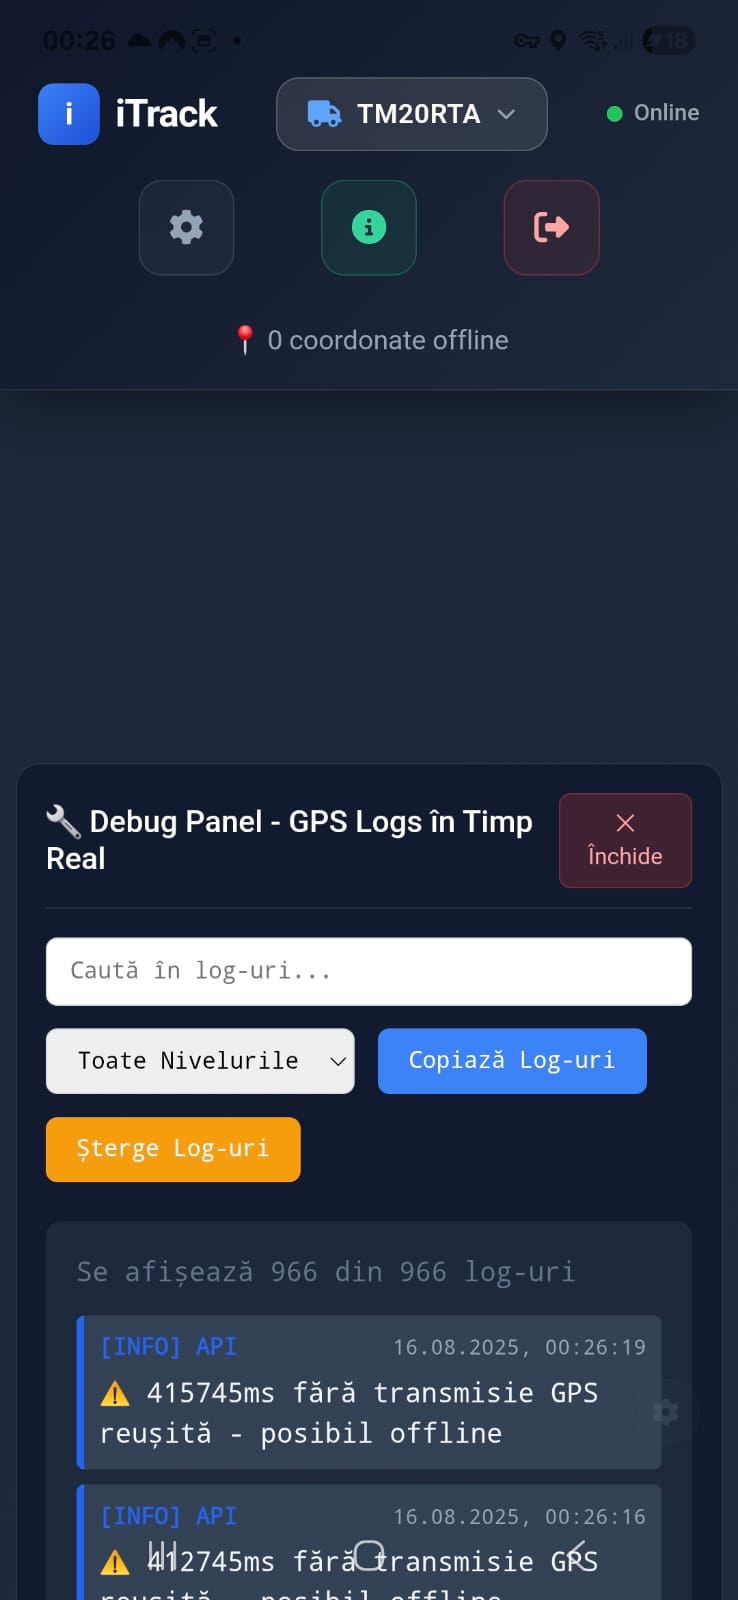 00:26
18
i iTrack TM20RTA Online
0 coordonate offline
🔧 Debug Panel - GPS Logs în Timp
Real
× Închide
Caută în log-uri...
Toate Nivelurile
Copiază Log-uri
Șterge Log-uri
Se afișează 966 din 966 log-uri
[INFO] API 16.08.2025, 00:26:19
⚠️ 415745ms fără transmisie GPS
reușită - posibil offline
[INFO] API 16.08.2025, 00:26:16
⚠️ 412745ms fără transmisie GPS
reușită - posibil offline